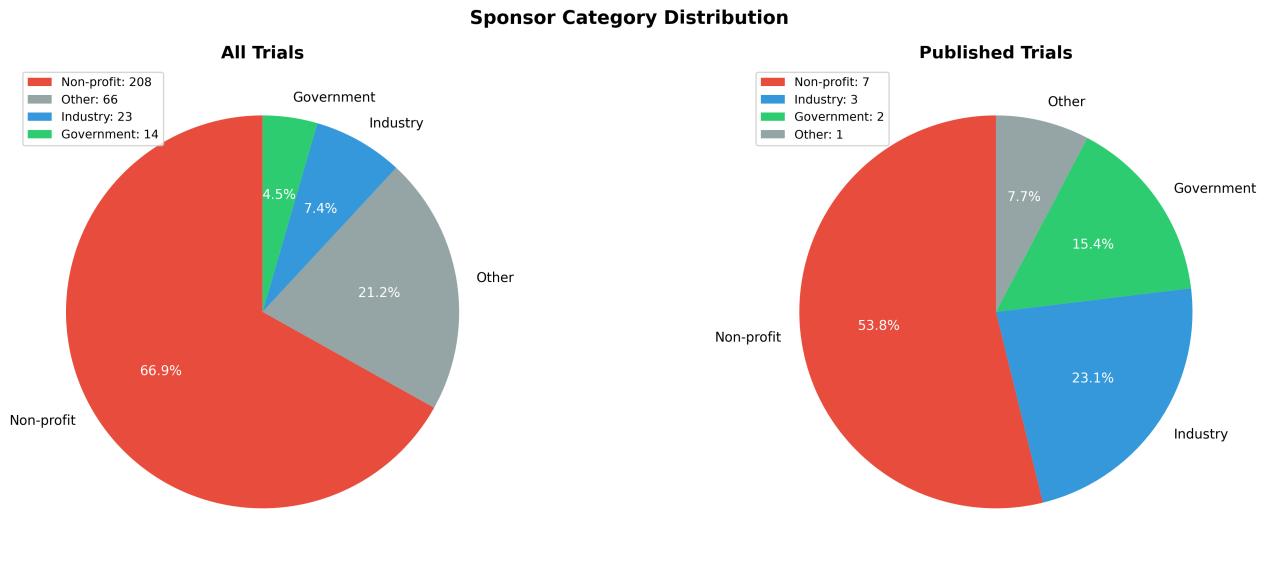 Sponsor Category Distribution
All Trials
Non-profit: 208
Other: 66
Industry: 23
Government: 14
Government
Industry
4.5%
7.4%
Other
21.2%
66.9%
Non-profit
Published Trials
Non-profit: 7
Industry: 3
Government: 2
Other: 1
Other
Government
7.7%
15.4%
53.8%
Non-profit
23.1%
Industry